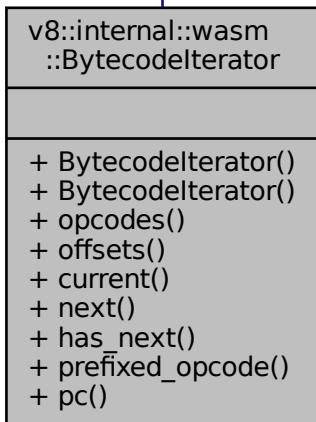 v8::internal::wasm
::BytecodeIterator
+ BytecodeIterator()
+ BytecodeIterator()
+ opcodes()
+ offsets()
+ current()
+ next()
+ has_next()
+ prefixed_opcode()
+ pc()